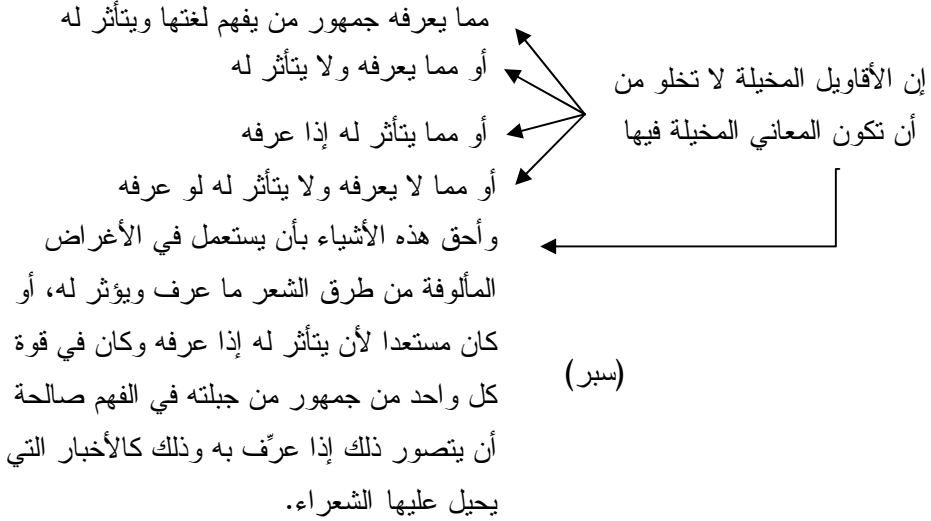 إن الأقاويل المخيلة لا تخلو من
أن تكون المعاني المخيلة فيها
مما يعرفه جمهور من يفهم لغتها ويتأثر له
أو مما يعرفه ولا يتأثر له
أو مما يتأثر له إذا عرفه
أو مما لا يعرفه ولا يتأثر له لو عرفه
وأحق هذه الأشياء بأن يستعمل في الأغراض
المألوفة من طرق الشعر ما عرف ويؤثر له، أو
كان مستعدا لأن يتأثر له إذا عرفه وكان في قوة
كل واحد من جمهور من جبلته في الفهم صالحة
أن يتصور ذلك إذا عرِّف به وذلك كالأخبار التي
يحيل عليها الشعراء.
(سبر)